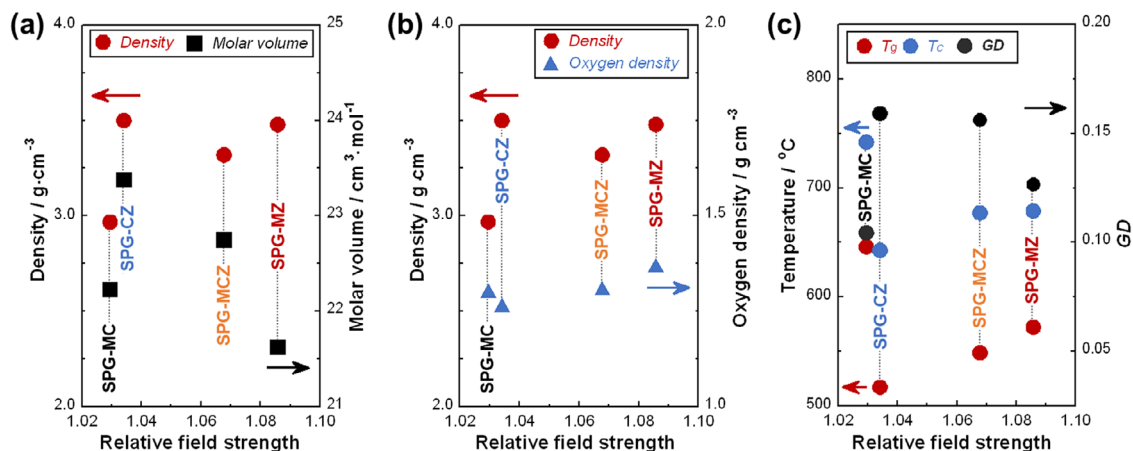 (a)
Density Molar volume
4.0
3.0
2.0
Density / g·cm⁻³
SPG-MC
SPG-CZ
SPG-MCZ
SPG-MZ
25
24
23
22
21
Molar volume / cm³·mol⁻¹
1.02 1.04 1.06 1.08 1.10
Relative field strength
(b)
Density
Oxygen density
4.0
3.0
2.0
Density / g·cm⁻³
SPG-MC
SPG-CZ
SPG-MCZ
SPG-MZ
2.0
1.5
1.0
Oxygen density / g cm⁻³
1.02 1.04 1.06 1.08 1.10
Relative field strength
(c)
Tg Tc GD
800
700
600
500
Temperature / °C
SPG-MC
SPG-CZ
SPG-MCZ
SPG-MZ
0.20
0.15
0.10
0.05
GD
1.02 1.04 1.06 1.08 1.10
Relative field strength